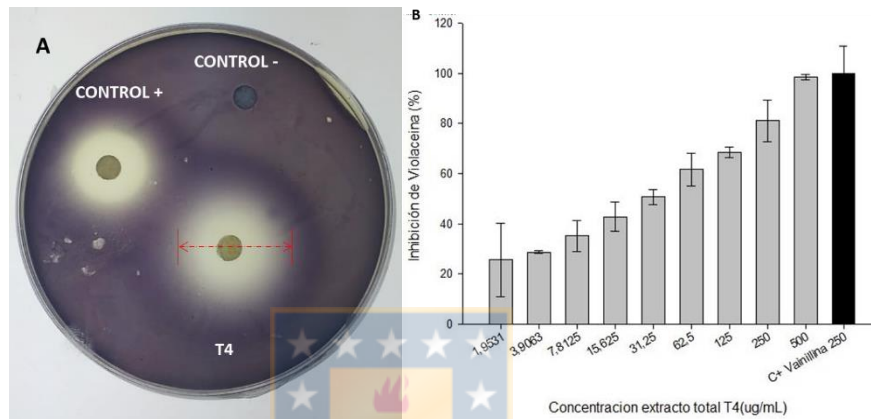 A
CONTROL -
CONTROL +
T4
B
120
100
80
60
40
20
0
Inhibición de Violaceina (%)
1,9531
3,9063
7,8125
15,625
31,25
62,5
125
250
500
C+ Vainillina 250
Concentracion extracto total T4(ug/mL)